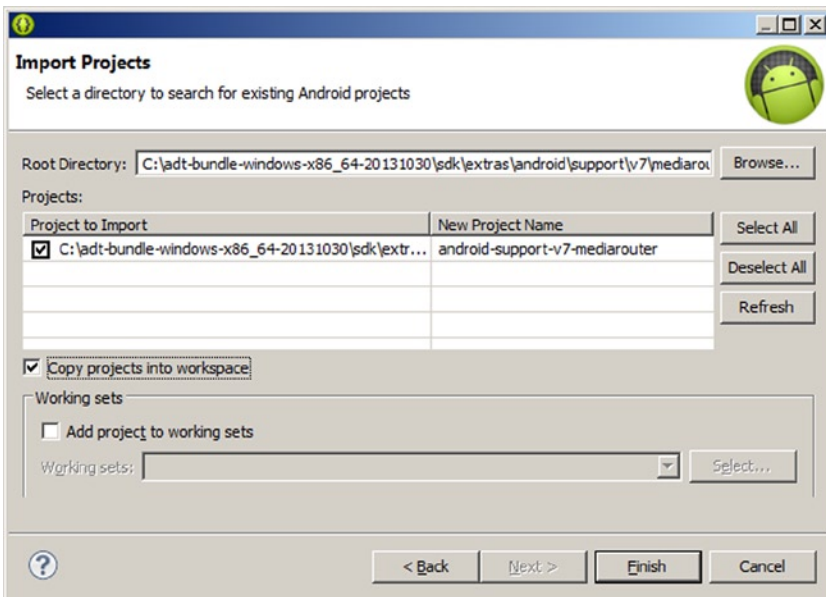 Import Projects
Select a directory to search for existing Android projects
Root Directory: C:\adt-bundle-windows-x86_64-20131030\sdk\extras\android\support\v7\mediarou Browse...
Projects:
Project to Import New Project Name Select All
C:\adt-bundle-windows-x86_64-20131030\sdk\extr... android-support-v7-mediarouter
Deselect All
Refresh
Copy projects into workspace
Working sets
Add project to working sets
Working sets: Select...
? < Back Next > Finish Cancel